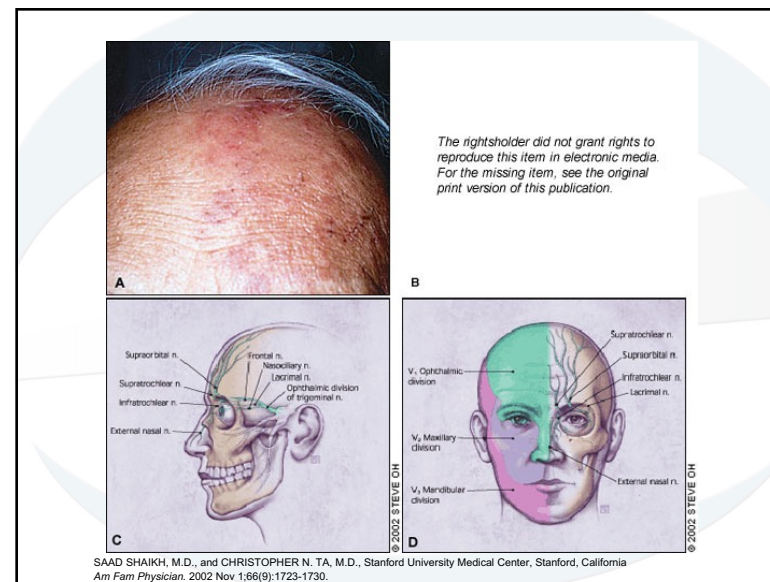 The rightsholder did not grant rights to
reproduce this item in electronic media.
For the missing item, see the original
print version of this publication.
A
B
Supraorbital n.
Supratrochlear n.
Infratrochlear n.
External nasal n.
Frontal n.
Nasociliary n.
Lacrimal n.
Ophthalmic division
of trigeminal n.
C
© 2002 STEVE OH
V₁ Ophthalmic
division
V₂ Maxillary
division
V₃ Mandibular
division
Supratrochlear n.
Supraorbital n.
Infratrochlear n.
Lacrimal n.
External nasal n.
D
© 2002 STEVE OH
SAAD SHAIKH, M.D., and CHRISTOPHER N. TA, M.D., Stanford University Medical Center, Stanford, California
Am Fam Physician. 2002 Nov 1;66(9):1723-1730.